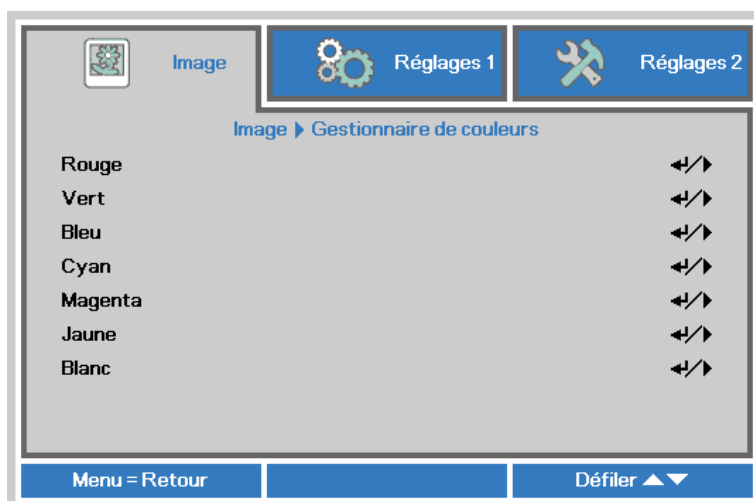 Image
Réglages 1
Réglages 2
Image ▶ Gestionnaire de couleurs
Rouge ↵/▶
Vert ↵/▶
Bleu ↵/▶
Cyan ↵/▶
Magenta ↵/▶
Jaune ↵/▶
Blanc ↵/▶
Menu = Retour
Défiler ▲▼